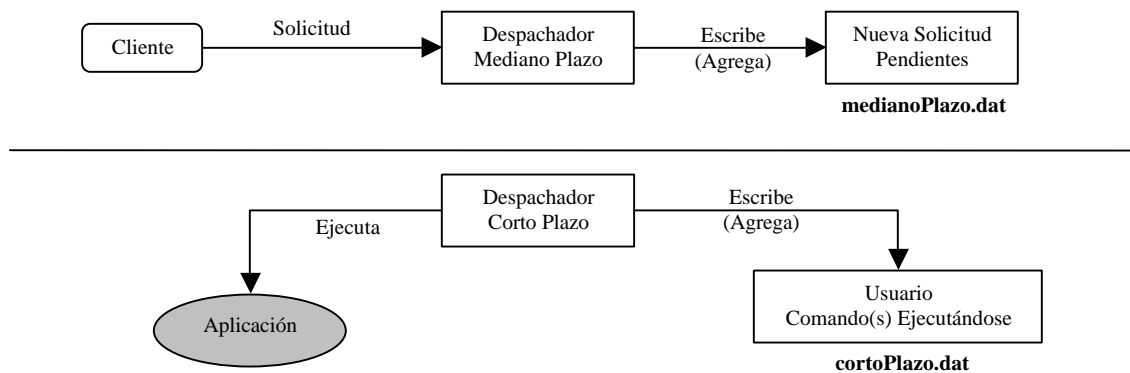 Cliente
Solicitud
Despachador
Mediano Plazo
Escribe
(Agrega)
Nueva Solicitud
Pendientes
medianoPlazo.dat
Ejecuta
Despachador
Corto Plazo
Escribe
(Agrega)
Aplicación
Usuario
Comando(s) Ejecutándose
cortoPlazo.dat